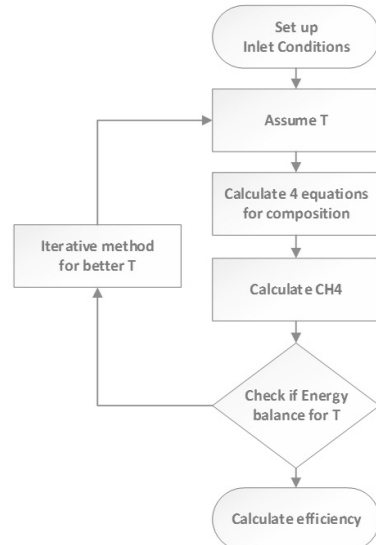 Set up
Inlet Conditions
Assume T
Calculate 4 equations
for composition
Iterative method
for better T
Calculate CH4
Check if Energy
balance for T
Calculate efficiency